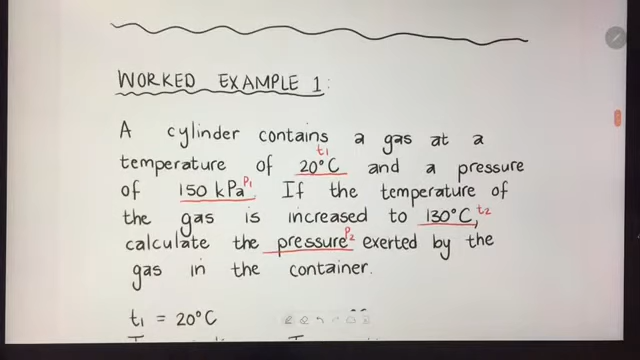 WORKED EXAMPLE 1:
A cylinder contains a gas at a
t1
temperature of 20°C and a pressure
of 150 kPa P1 If the temperature of
the gas is increased to 130°C, t2
calculate the pressure P2 exerted by the
gas in the container.
t1 = 20°C